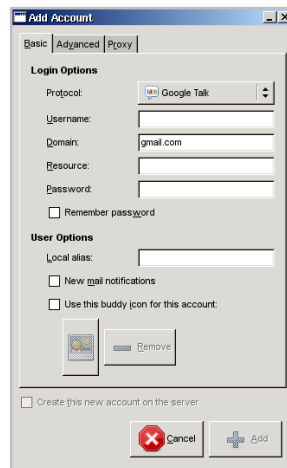 Add Account
Basic Advanced Proxy
Login Options
Protocol: talk Google Talk
Username:
Domain: gmail.com
Resource:
Password:
Remember password
User Options
Local alias:
New mail notifications
Use this buddy icon for this account:
Remove
Create this new account on the server
Cancel Add